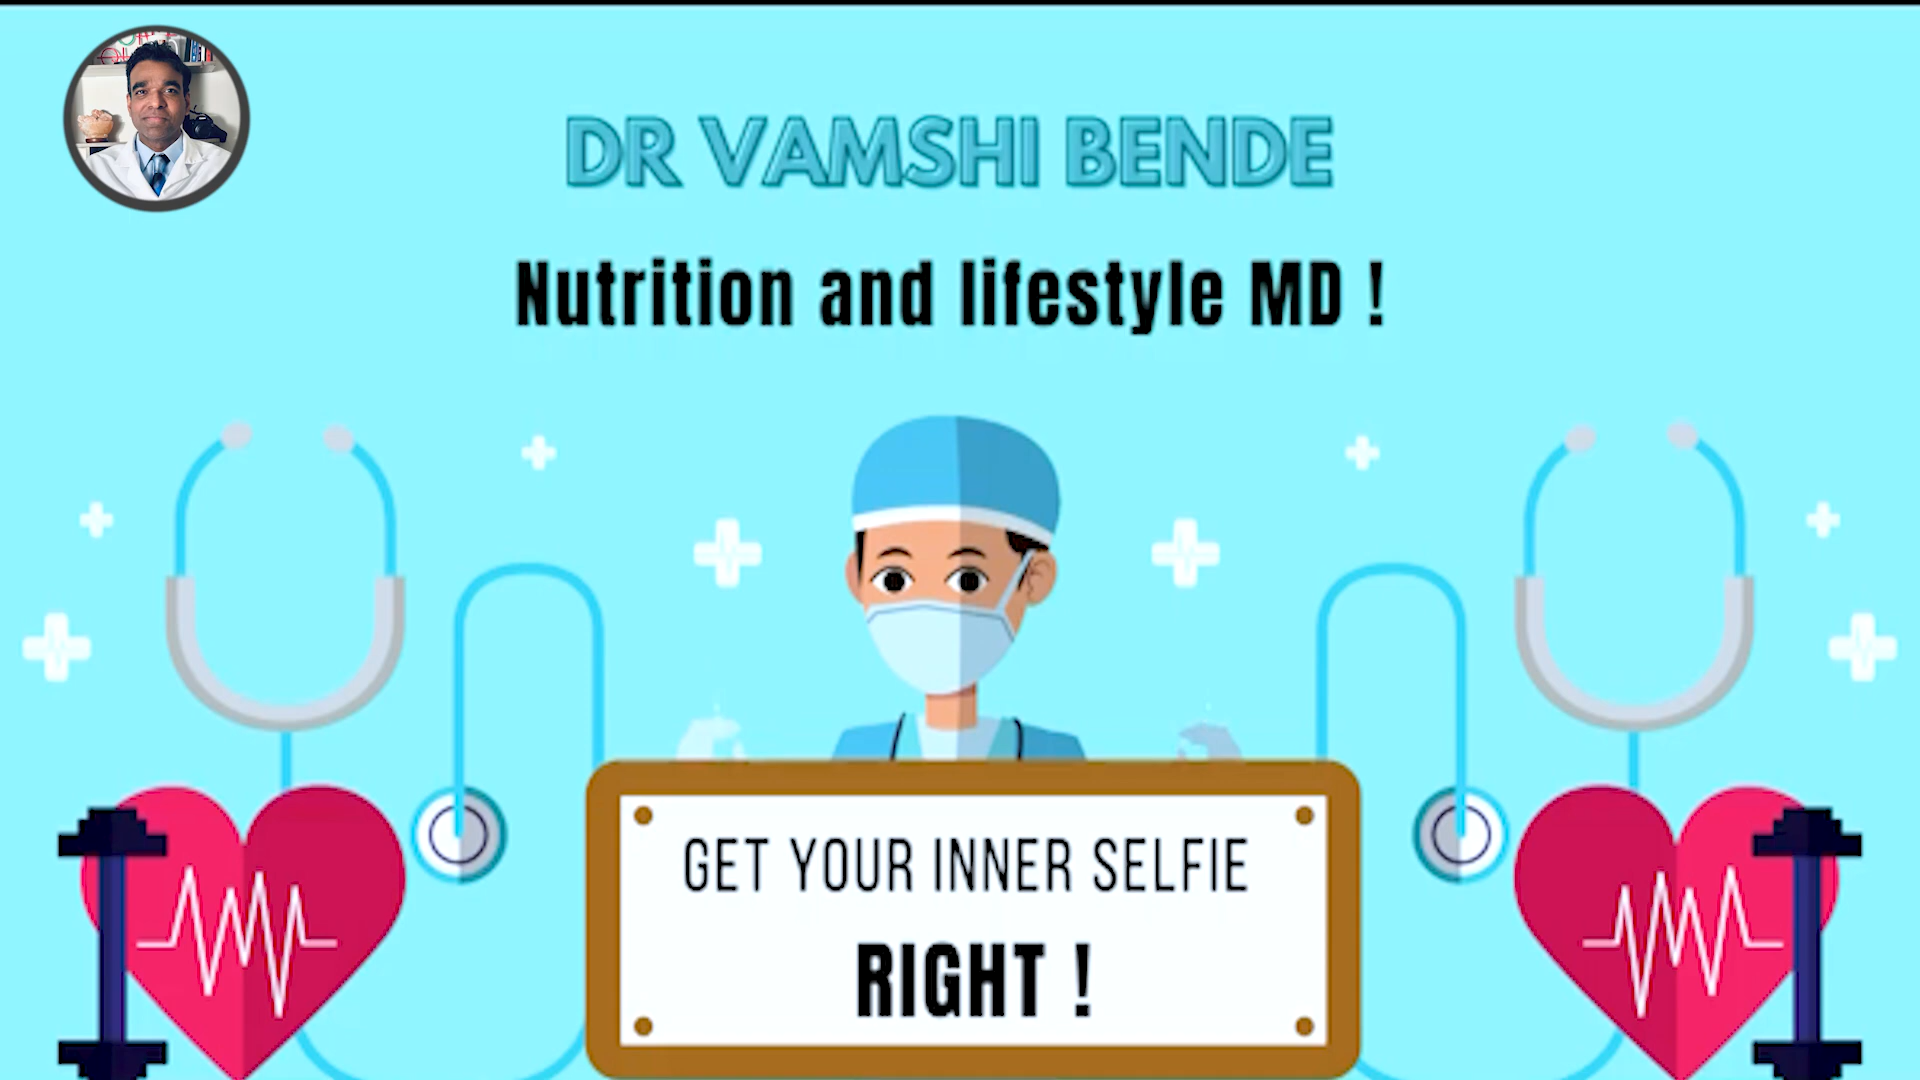 DR VAMSHI BENDE
Nutrition and lifestyle MD !
GET YOUR INNER SELFIE
RIGHT !